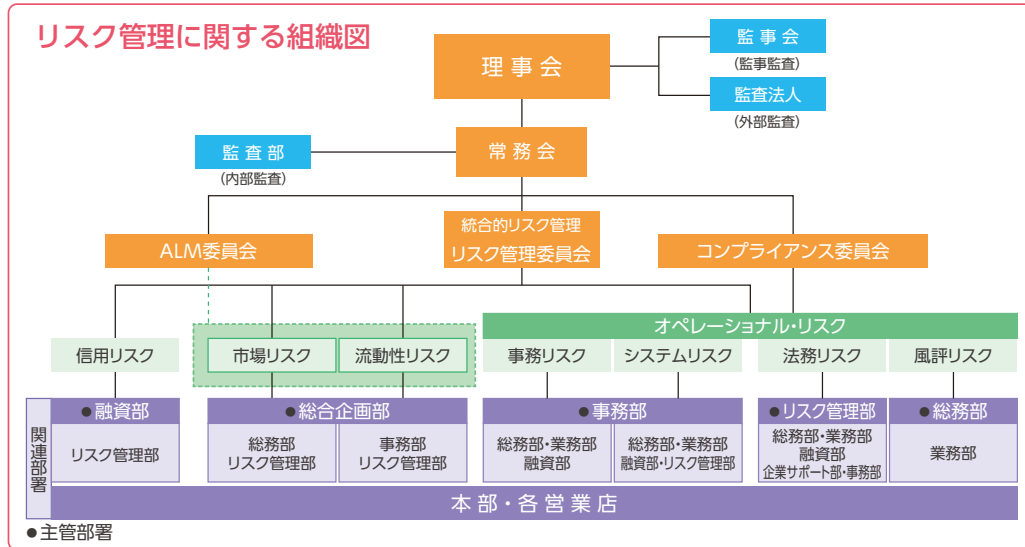 リスク管理に関する組織図
理事会
監事会
(監事監査)
監査法人
(外部監査)
常務会
監査部
(内部監査)
ALM委員会
統合的リスク管理
リスク管理委員会
コンプライアンス委員会
オペレーショナル・リスク
信用リスク
市場リスク
流動性リスク
事務リスク
システムリスク
法務リスク
風評リスク
関連部署
●融資部
リスク管理部
●総合企画部
総務部
リスク管理部
事務部
リスク管理部
●事務部
総務部・業務部
融資部
総務部・業務部
融資部・リスク管理部
●リスク管理部
総務部・業務部
融資部
企業サポート部・事務部
●総務部
業務部
本部・各営業店
●主管部署